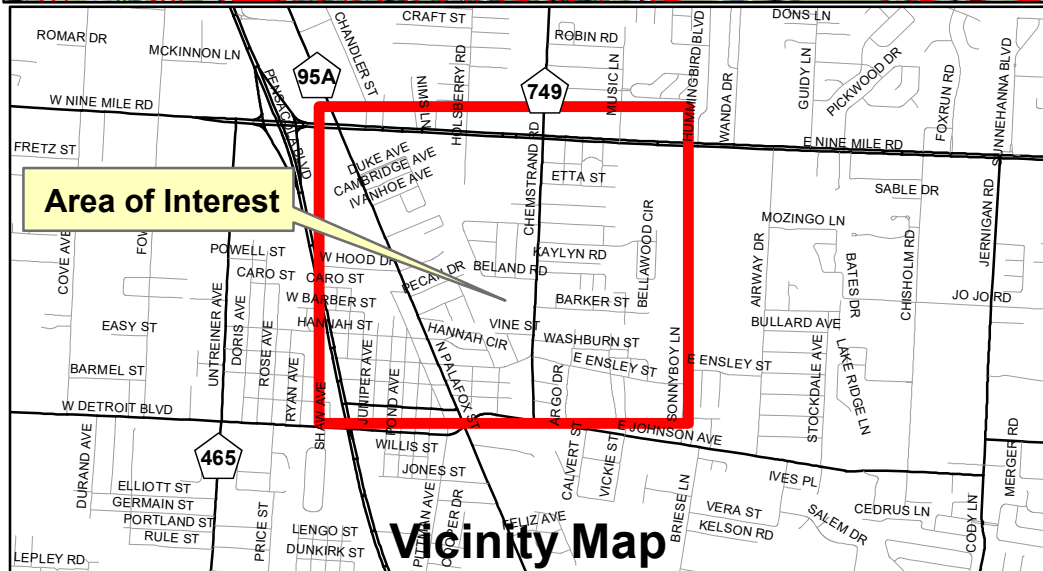 CRAFT ST
DONS LN
ROMAR DR
MCKINNON LN
CHANDLER ST
NIMS LN
HOLSBERRY RD
ROBIN RD
MUSIC LN
HUMMINGBIRD BLVD
WANDA DR
GUIDY LN
PICKWOOD DR
FOXRUN RD
SUNNEHANNA BLVD
95A
749
W NINE MILE RD
PENSACOLA BLVD
E NINE MILE RD
FRETZ ST
DUKE AVE
CAMBRIDGE AVE
IVANHOE AVE
CHEMSTRAND RD
ETTA ST
SABLE DR
Area of Interest
MOZINGO LN
COVE AVE
POWELL ST
W HOOD DR
KAYLYN RD
BELLAWOOD CIR
AIRWAY DR
BATES DR
CHISHOLM RD
JERNIGAN RD
CARO ST
CARO ST
PECAN DR
BELAND RD
W BARBER ST
BARKER ST
JO JO RD
EASY ST
UNTREINER AVE
DORIS AVE
ROSE AVE
HANNAH ST
HANNAH CIR
VINE ST
WASHBURN ST
BULLARD AVE
BARMEL ST
RYAN AVE
SHAW AVE
JUNIPER AVE
POND AVE
N PALAFOX ST
E ENSLEY ST
ARGO DR
SONNYBOY LN
E ENSLEY ST
STOCKDALE AVE
LAKE RIDGE LN
W DETROIT BLVD
E JOHNSON AVE
465
WILLIS ST
CALVERT ST
VICKIE ST
DURAND AVE
JONES ST
IVES PL
MERGER RD
ELLIOTT ST
GERMAIN ST
PORTLAND ST
RULE ST
PRICE ST
PITTMAN AVE
COOPER DR
FELIZ AVE
BRIESE LN
VERA ST
KELSON RD
SALEM DR
CEDRUS LN
CODY LN
LENGO ST
DUNKIRK ST
LEPLEY RD
Vicinity Map